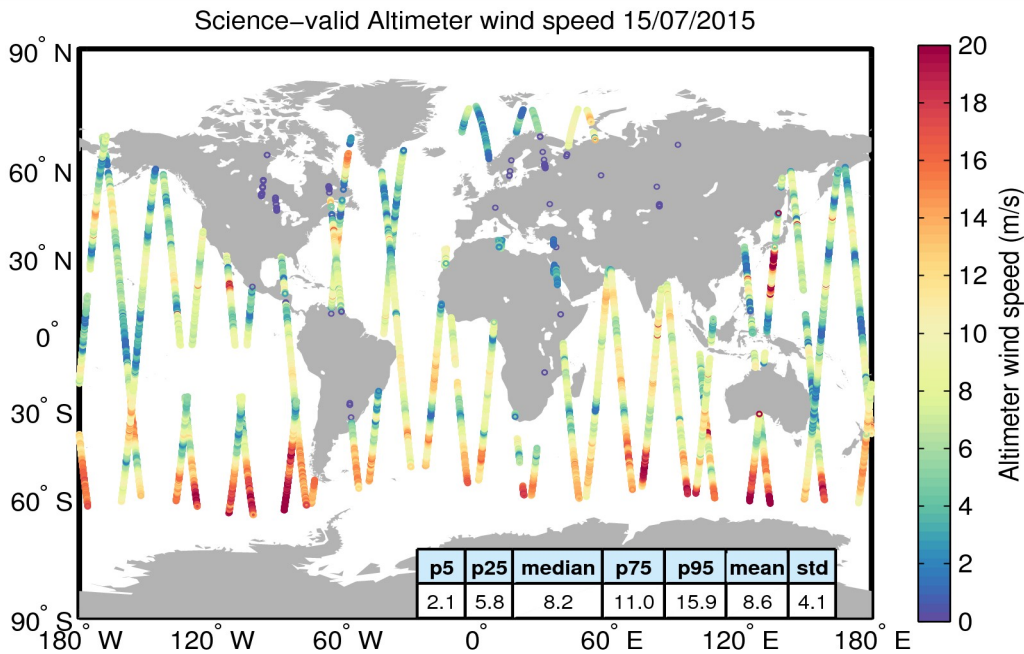 Science−valid Altimeter wind speed 15/07/2015
90° N
60° N
30° N
0°
30° S
60° S
90° S
180° W
120° W
60° W
0°
60° E
120° E
180° E
p5 p25 median p75 p95 mean std
2.1 5.8 8.2 11.0 15.9 8.6 4.1
20
18
16
14
12
10
8
6
4
2
0
Altimeter wind speed (m/s)